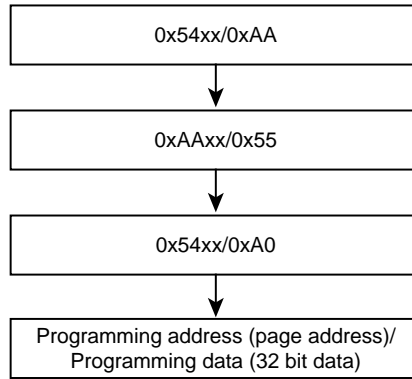 0x54xx/0xAA
0xAAxx/0x55
0x54xx/0xA0
Programming address (page address)/
Programming data (32 bit data)